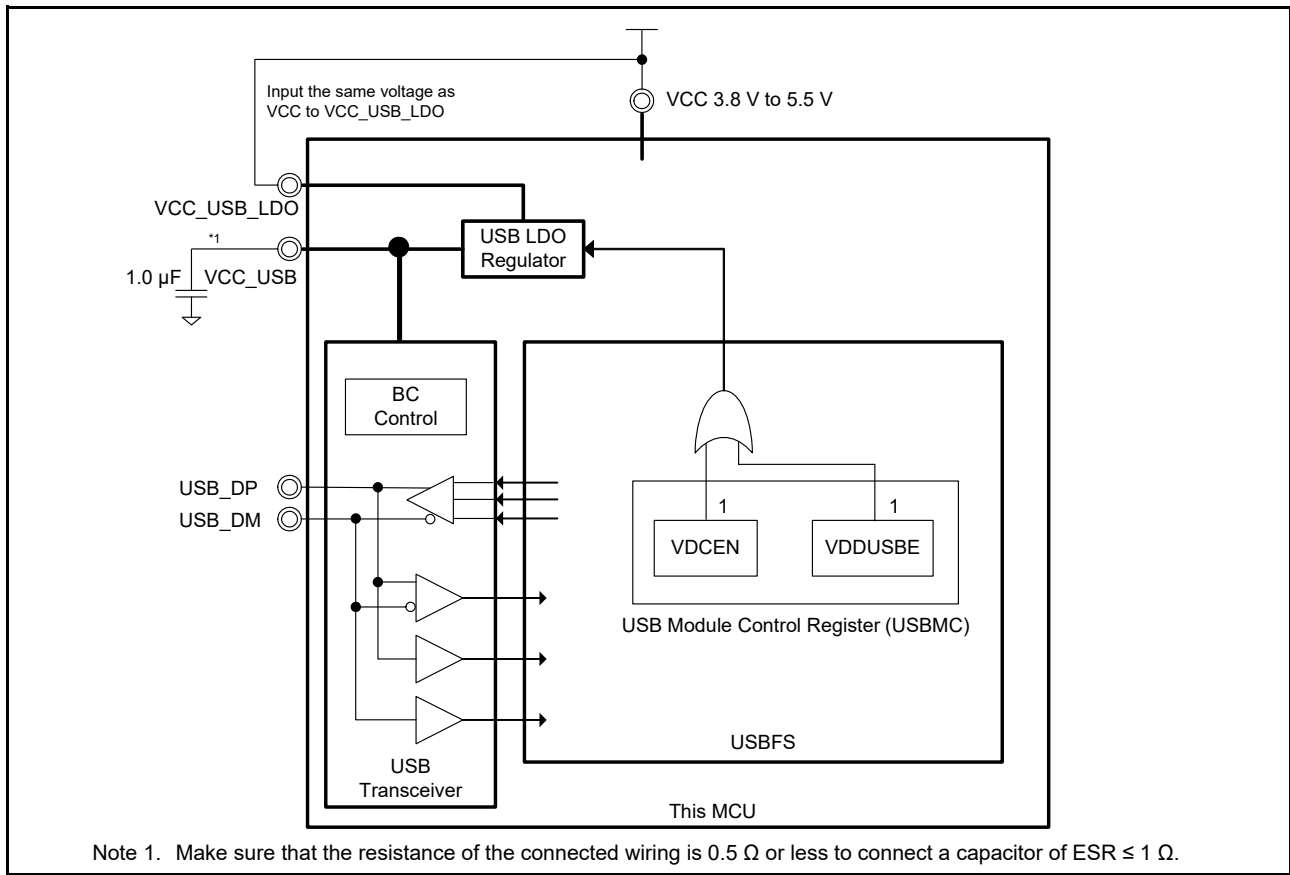 Input the same voltage as
VCC to VCC_USB_LDO
VCC 3.8 V to 5.5 V
VCC_USB_LDO
*1
1.0 µF
VCC_USB
USB LDO
Regulator
BC
Control
USB_DP
USB_DM
1
1
VDCEN
VDDUSBE
USB Module Control Register (USBMC)
USBFS
USB
Transceiver
This MCU
Note 1. Make sure that the resistance of the connected wiring is 0.5 Ω or less to connect a capacitor of ESR ≤ 1 Ω.